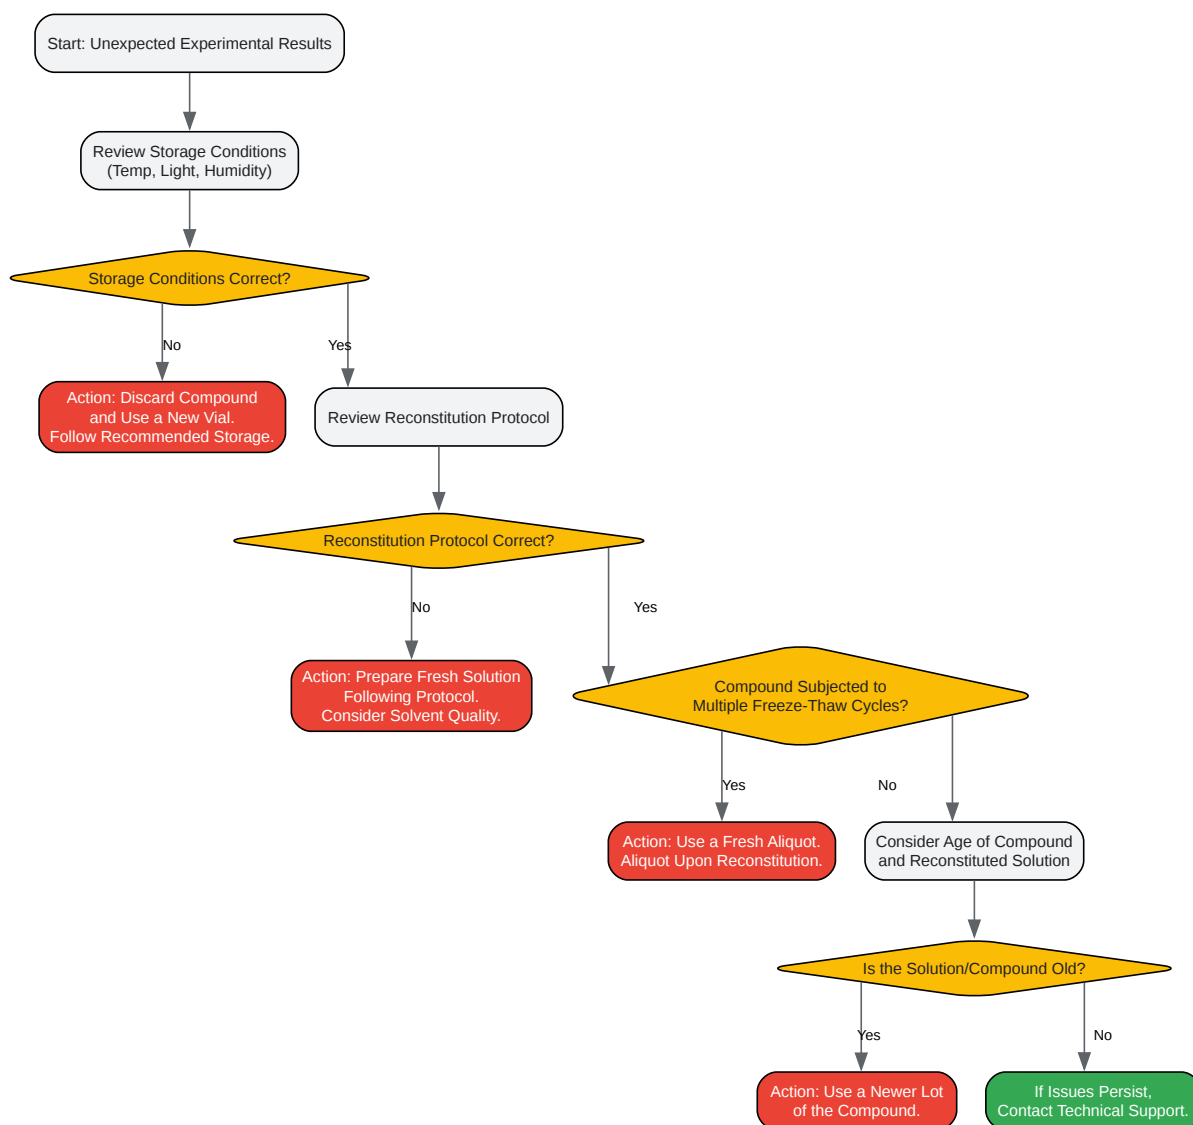 Start: Unexpected Experimental Results
Review Storage Conditions
(Temp, Light, Humidity)
Storage Conditions Correct?
No
Yes
Action: Discard Compound
and Use a New Vial.
Follow Recommended Storage.
Review Reconstitution Protocol
Reconstitution Protocol Correct?
No
Yes
Action: Prepare Fresh Solution
Following Protocol.
Consider Solvent Quality.
Compound Subjected to
Multiple Freeze-Thaw Cycles?
Yes
No
Action: Use a Fresh Aliquot.
Aliquot Upon Reconstitution.
Consider Age of Compound
and Reconstituted Solution
Is the Solution/Compound Old?
Yes
No
Action: Use a Newer Lot
of the Compound.
If Issues Persist,
Contact Technical Support.